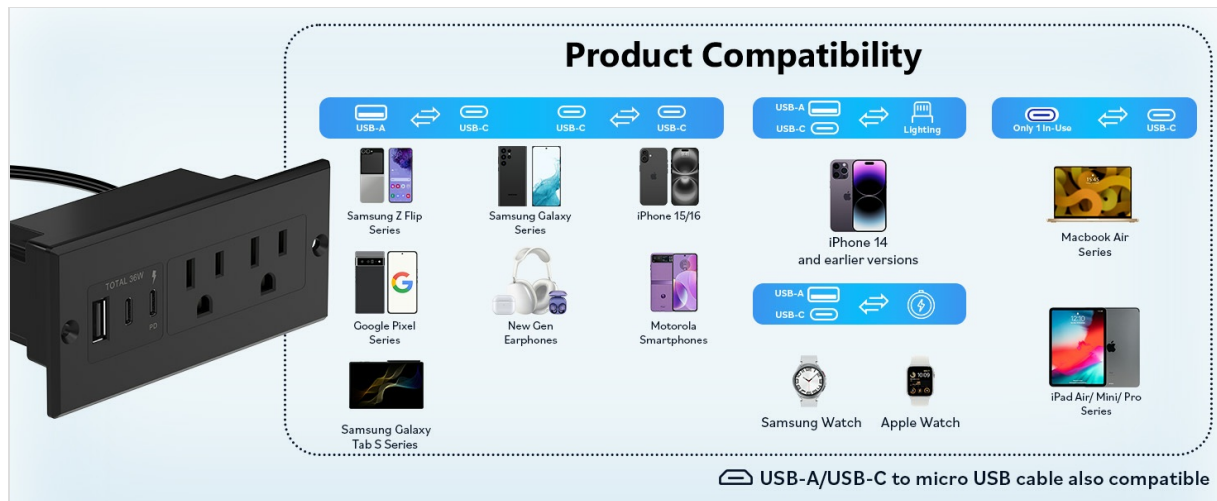 Product Compatibility
USB-A
USB-C
USB-C
USB-C
USB-A
USB-C
Lighting
Only 1 In-Use
USB-C
Samsung Z Flip
Series
Samsung Galaxy
Series
iPhone 15/16
iPhone 14
and earlier versions
Macbook Air
Series
TOTAL 36W
PD
Google Pixel
Series
New Gen
Earphones
Motorola
Smartphones
USB-A
USB-C
Samsung Galaxy
Tab S Series
Samsung Watch
Apple Watch
iPad Air/ Mini/ Pro
Series
USB-A/USB-C to micro USB cable also compatible